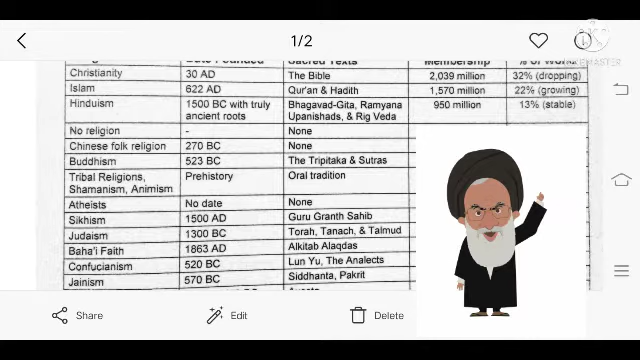 1/2
Sacred Texts Membership % of World
Christianity 30 AD The Bible 2,039 million 32% (dropping)
Islam 622 AD Qur'an & Hadith 1,570 million 22% (growing)
Hinduism 1500 BC with truly Bhagavad-Gita, Ramyana 950 million 13% (stable)
ancient roots Upanishads, & Rig Veda
No religion - None
Chinese folk religion 270 BC None
Buddhism 523 BC The Tripitaka & Sutras
Tribal Religions, Prehistory Oral tradition
Shamanism, Animism
Atheists No date None
Sikhism 1500 AD Guru Granth Sahib
Judaism 1300 BC Torah, Tanach, & Talmud
Baha'i Faith 1863 AD Alkitab Alaqdas
Confucianism 520 BC Lun Yu, The Analects
Jainism 570 BC Siddhanta, Pakrit
Share Edit Delete